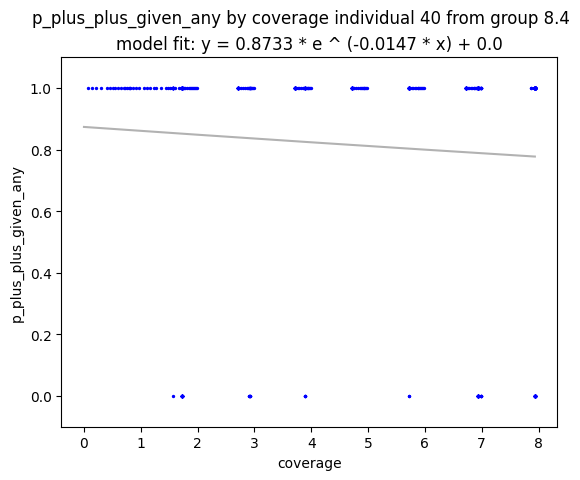 p_plus_plus_given_any by coverage individual 40 from group 8.4
model fit: y = 0.8733 * e ^ (-0.0147 * x) + 0.0
1.0
0.8
0.6
0.4
0.2
0.0
p_plus_plus_given_any
0 1 2 3 4 5 6 7 8
coverage